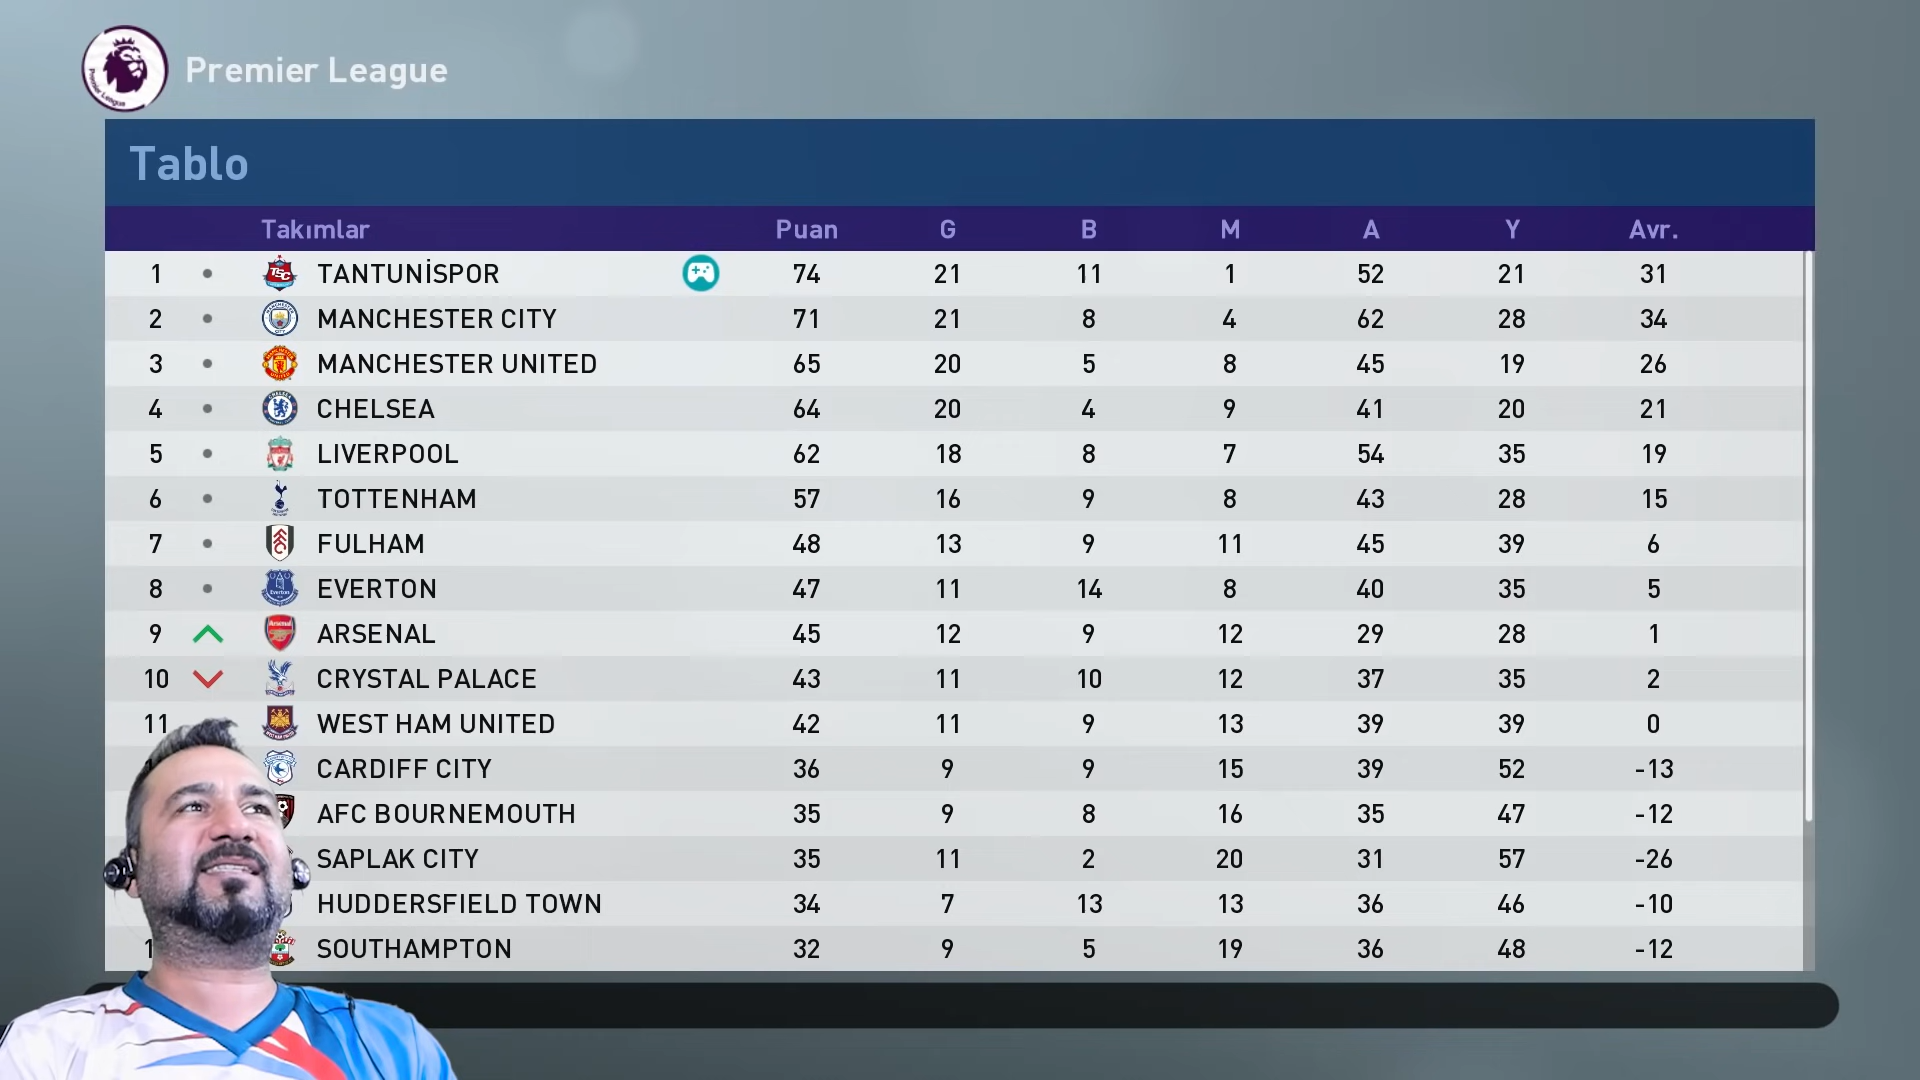 Premier League
Tablo
Takımlar Puan G B M A Y Avr.
1 TANTUNİSPOR 74 21 11 1 52 21 31
2 MANCHESTER CITY 71 21 8 4 62 28 34
3 MANCHESTER UNITED 65 20 5 8 45 19 26
4 CHELSEA 64 20 4 9 41 20 21
5 LIVERPOOL 62 18 8 7 54 35 19
6 TOTTENHAM 57 16 9 8 43 28 15
7 FULHAM 48 13 9 11 45 39 6
8 EVERTON 47 11 14 8 40 35 5
9 ARSENAL 45 12 9 12 29 28 1
10 CRYSTAL PALACE 43 11 10 12 37 35 2
11 WEST HAM UNITED 42 11 9 13 39 39 0
CARDIFF CITY 36 9 9 15 39 52 -13
AFC BOURNEMOUTH 35 9 8 16 35 47 -12
SAPLAK CITY 35 11 2 20 31 57 -26
HUDDERSFIELD TOWN 34 7 13 13 36 46 -10
SOUTHAMPTON 32 9 5 19 36 48 -12